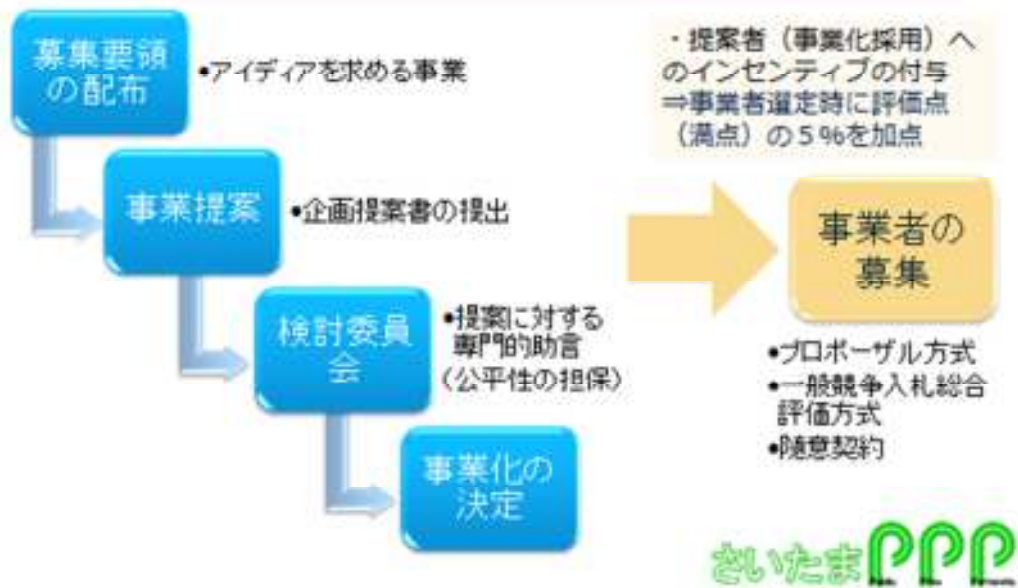 募集要領
の配布
•アイディアを求める事業
事業提案
•企画提案書の提出
検討委員
会
•提案に対する
専門的助言
（公平性の担保）
事業化の
決定
・提案者（事業化採用）へ
のインセンティブの付与
⇒事業者選定時に評価点
（満点）の５％を加点
事業者の
募集
•プロポーザル方式
•一般競争入札総合
評価方式
•随意契約
さいたまPPP